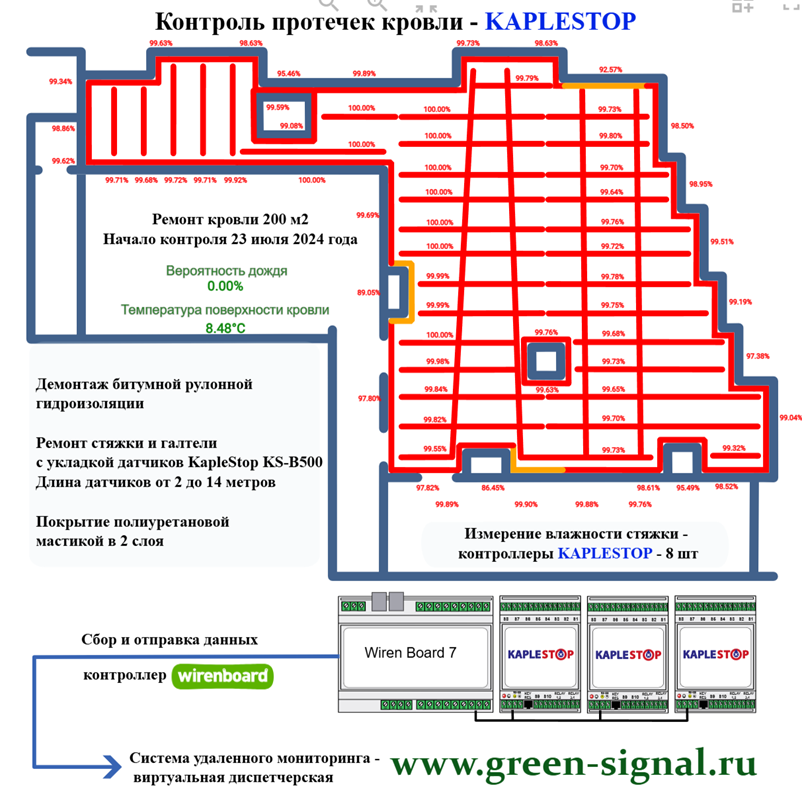 Контроль протечек кровли - KAPLESTOP
99.63%
98.63%
99.73%
98.63%
99.34%
95.46%
99.89%
99.79%
92.57%
99.59%
99.08%
100.00%
100.00%
99.73%
98.50%
98.86%
100.00%
99.80%
99.62%
100.00%
100.00%
99.70%
99.71%
99.68%
99.72%
99.71%
99.92%
100.00%
100.00%
99.64%
98.95%
99.69%
100.00%
99.76%
100.00%
99.72%
99.51%
Ремонт кровли 200 м2
Начало контроля 23 июля 2024 года
Вероятность дождя
0.00%
Температура поверхности кровли
8.48°C
99.99%
99.78%
89.05%
99.99%
99.75%
99.19%
100.00%
99.76%
99.68%
99.98%
99.73%
97.38%
99.84%
99.63%
99.65%
97.80%
99.82%
99.70%
99.04%
99.55%
99.73%
99.32%
97.82%
86.45%
98.61%
95.49%
98.52%
99.89%
99.90%
99.88%
99.76%
Демонтаж битумной рулонной
гидроизоляции
Ремонт стяжки и галтели
с укладкой датчиков KapleStop KS-B500
Длина датчиков от 2 до 14 метров
Покрытие полиуретановой
мастикой в 2 слоя
Измерение влажности стяжки -
контроллеры KAPLESTOP - 8 шт
Сбор и отправка данных
контроллер wirenboard
Wiren Board 7
KAPLESTOP
KAPLESTOP
KAPLESTOP
Система удаленного мониторинга -
виртуальная диспетчерская
www.green-signal.ru